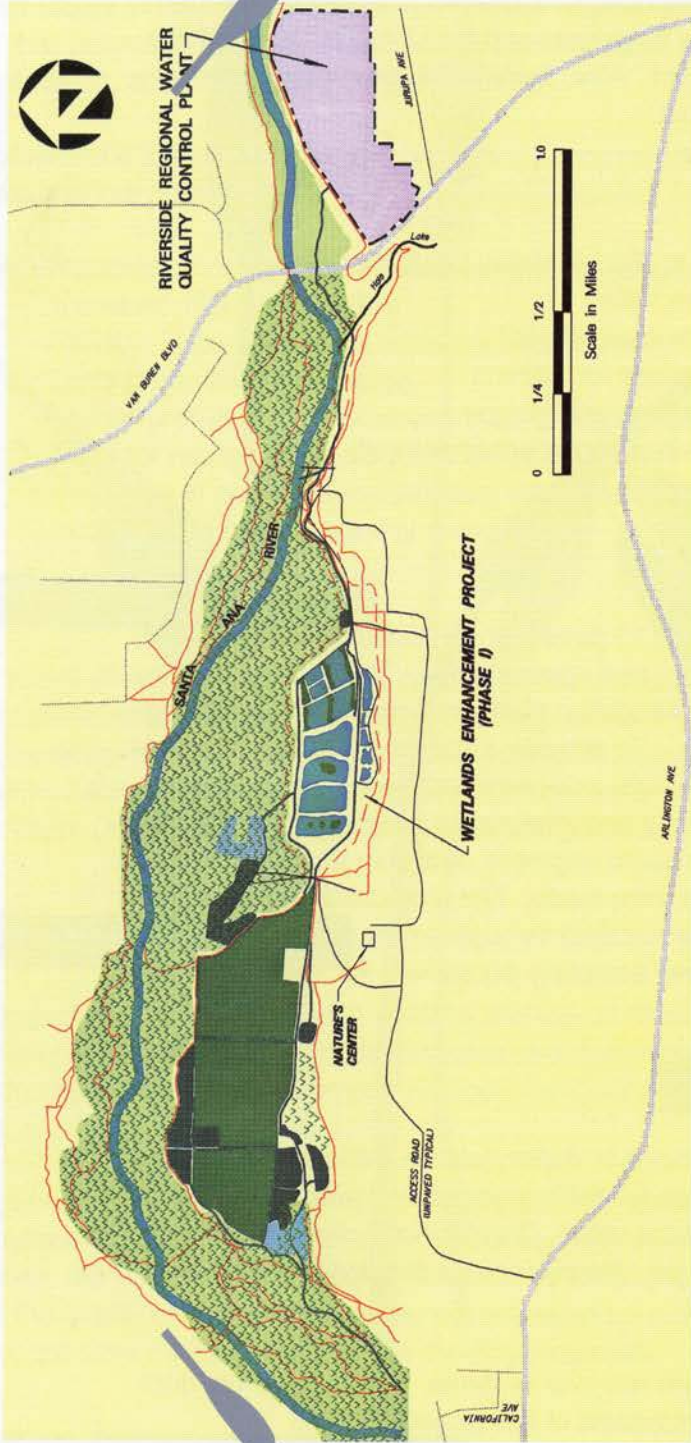 N
RIVERSIDE REGIONAL WATER
QUALITY CONTROL PLANT
VAN BUREN BLVD
JURUPA AVE
Hole
Lake
SANTA
ANA
RIVER
0
1/4
1/2
1.0
Scale in Miles
WETLANDS ENHANCEMENT PROJECT
(PHASE I)
NATURE'S
CENTER
ACCESS ROAD
(UNPAVED TYPICAL)
ARLINGTON AVE
CALIFORNIA
AVE